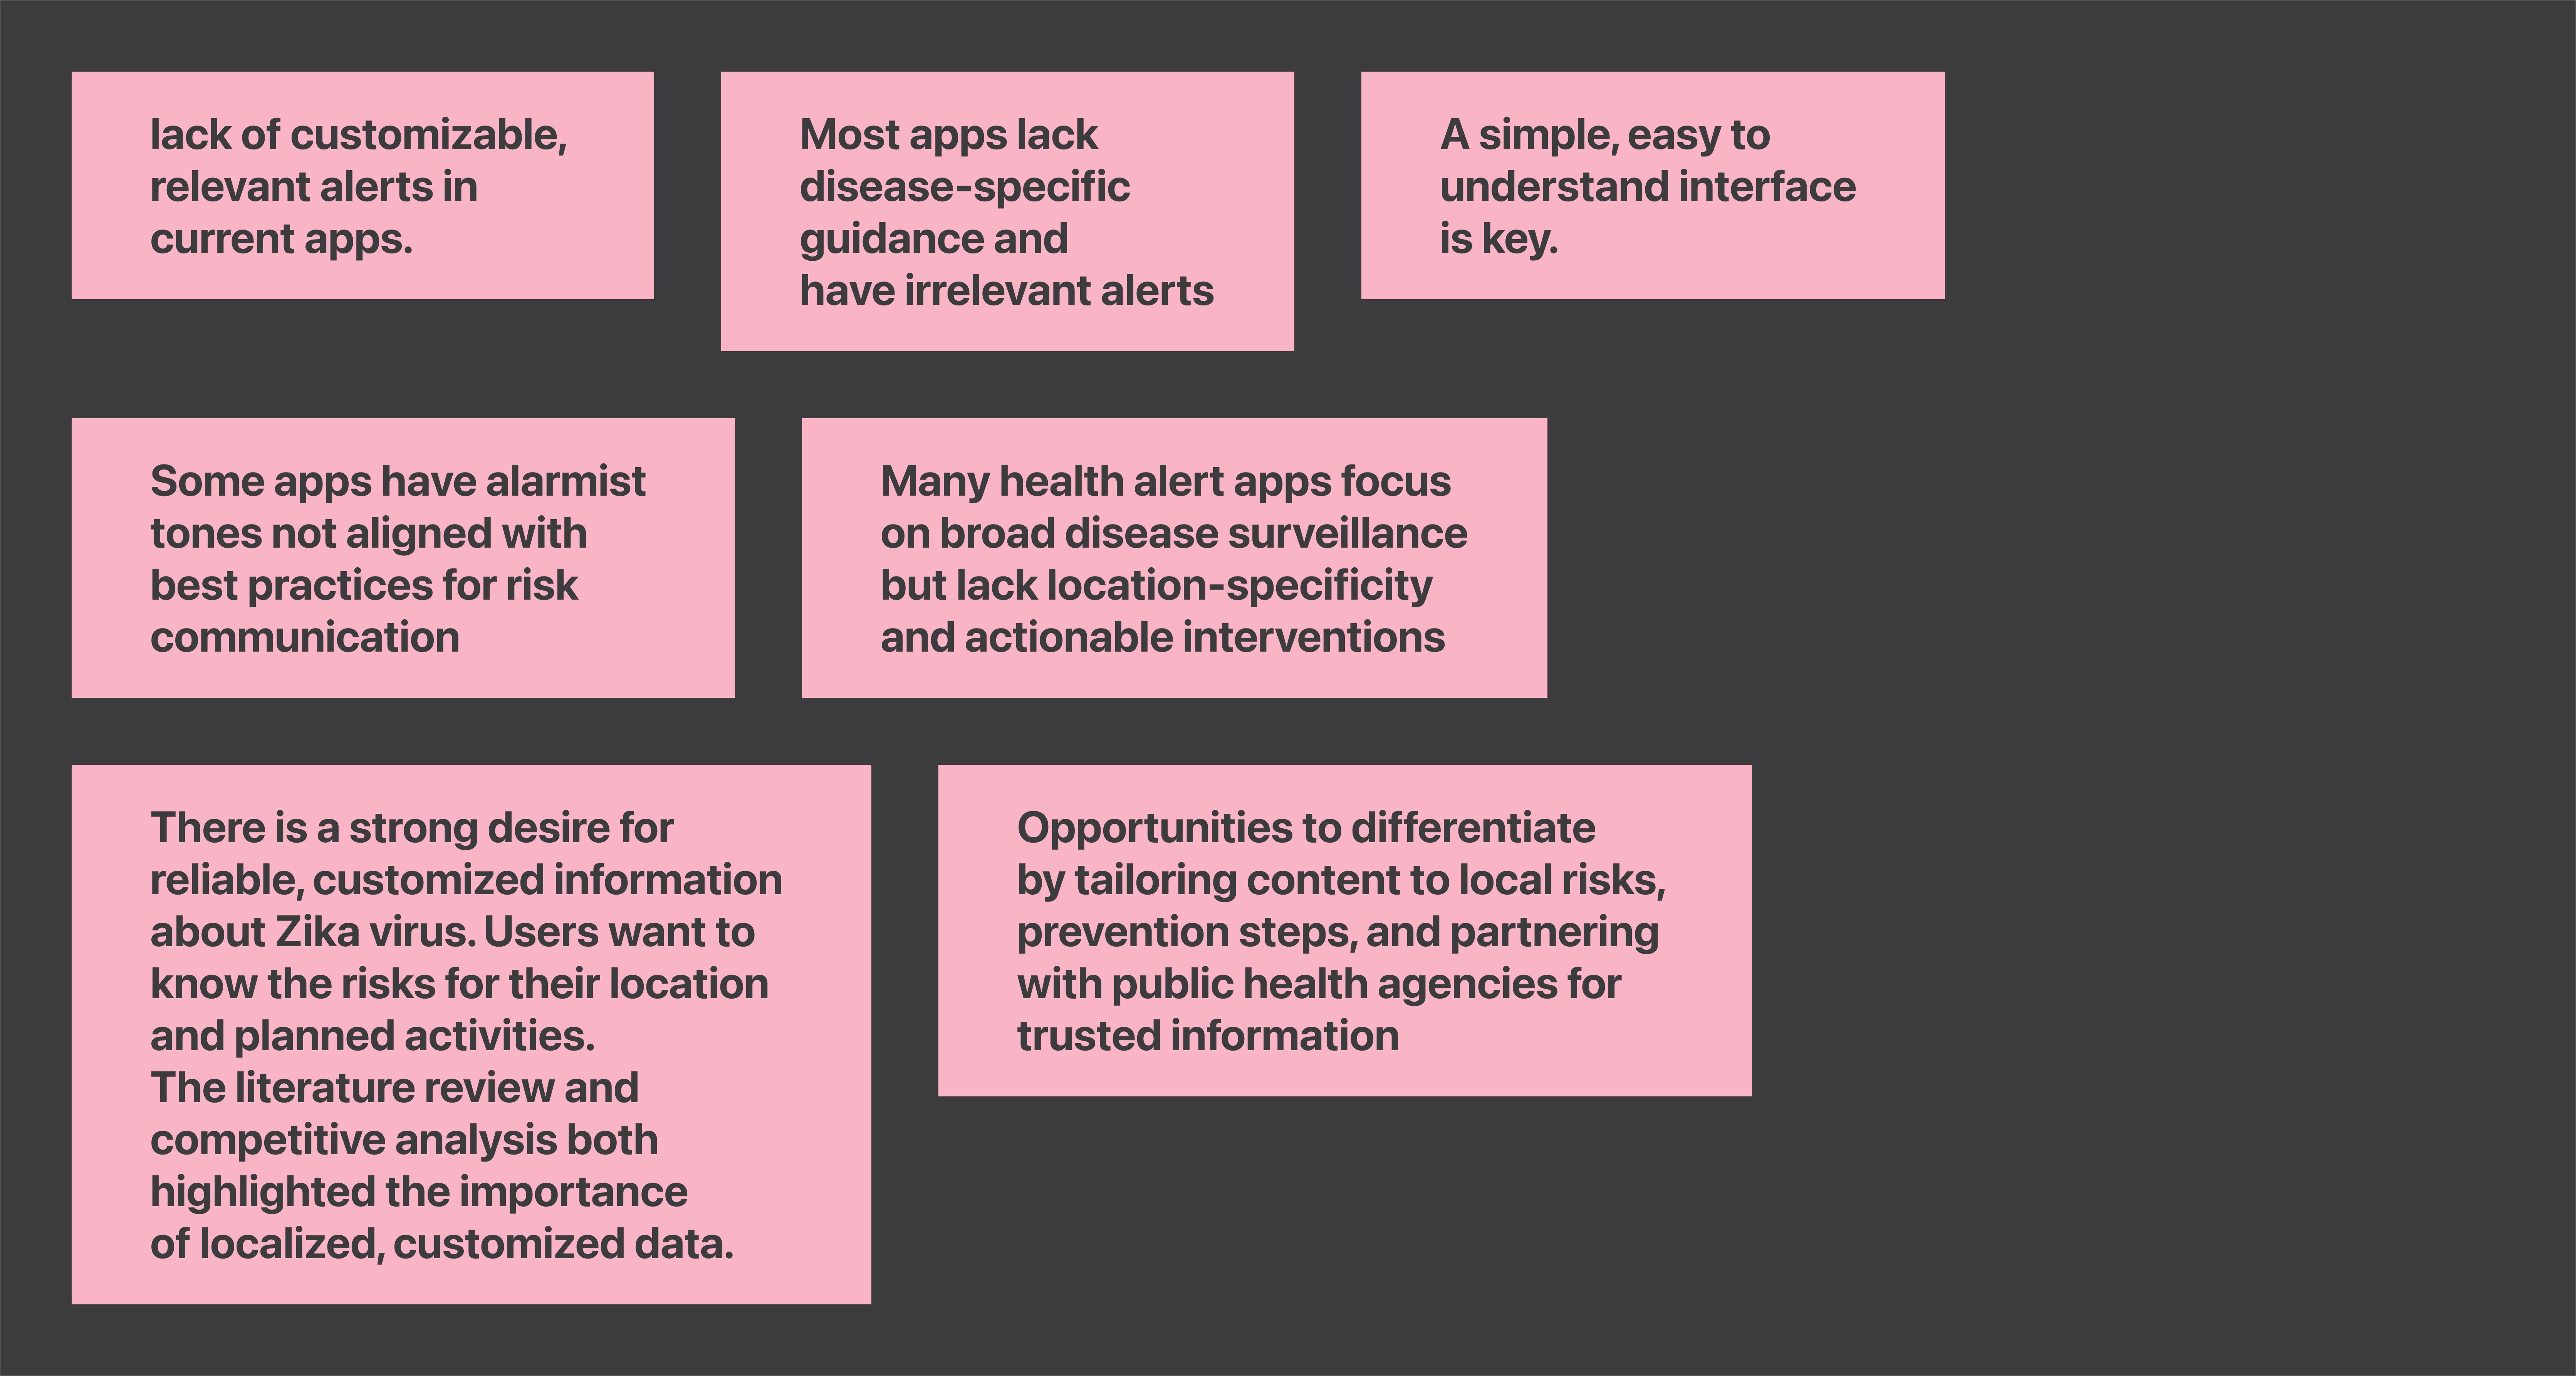 lack of customizable,
relevant alerts in
current apps.
Most apps lack
disease-specific
guidance and
have irrelevant alerts
A simple, easy to
understand interface
is key.
Some apps have alarmist
tones not aligned with
best practices for risk
communication
Many health alert apps focus
on broad disease surveillance
but lack location-specificity
and actionable interventions
There is a strong desire for
reliable, customized information
about Zika virus. Users want to
know the risks for their location
and planned activities.
The literature review and
competitive analysis both
highlighted the importance
of localized, customized data.
Opportunities to differentiate
by tailoring content to local risks,
prevention steps, and partnering
with public health agencies for
trusted information